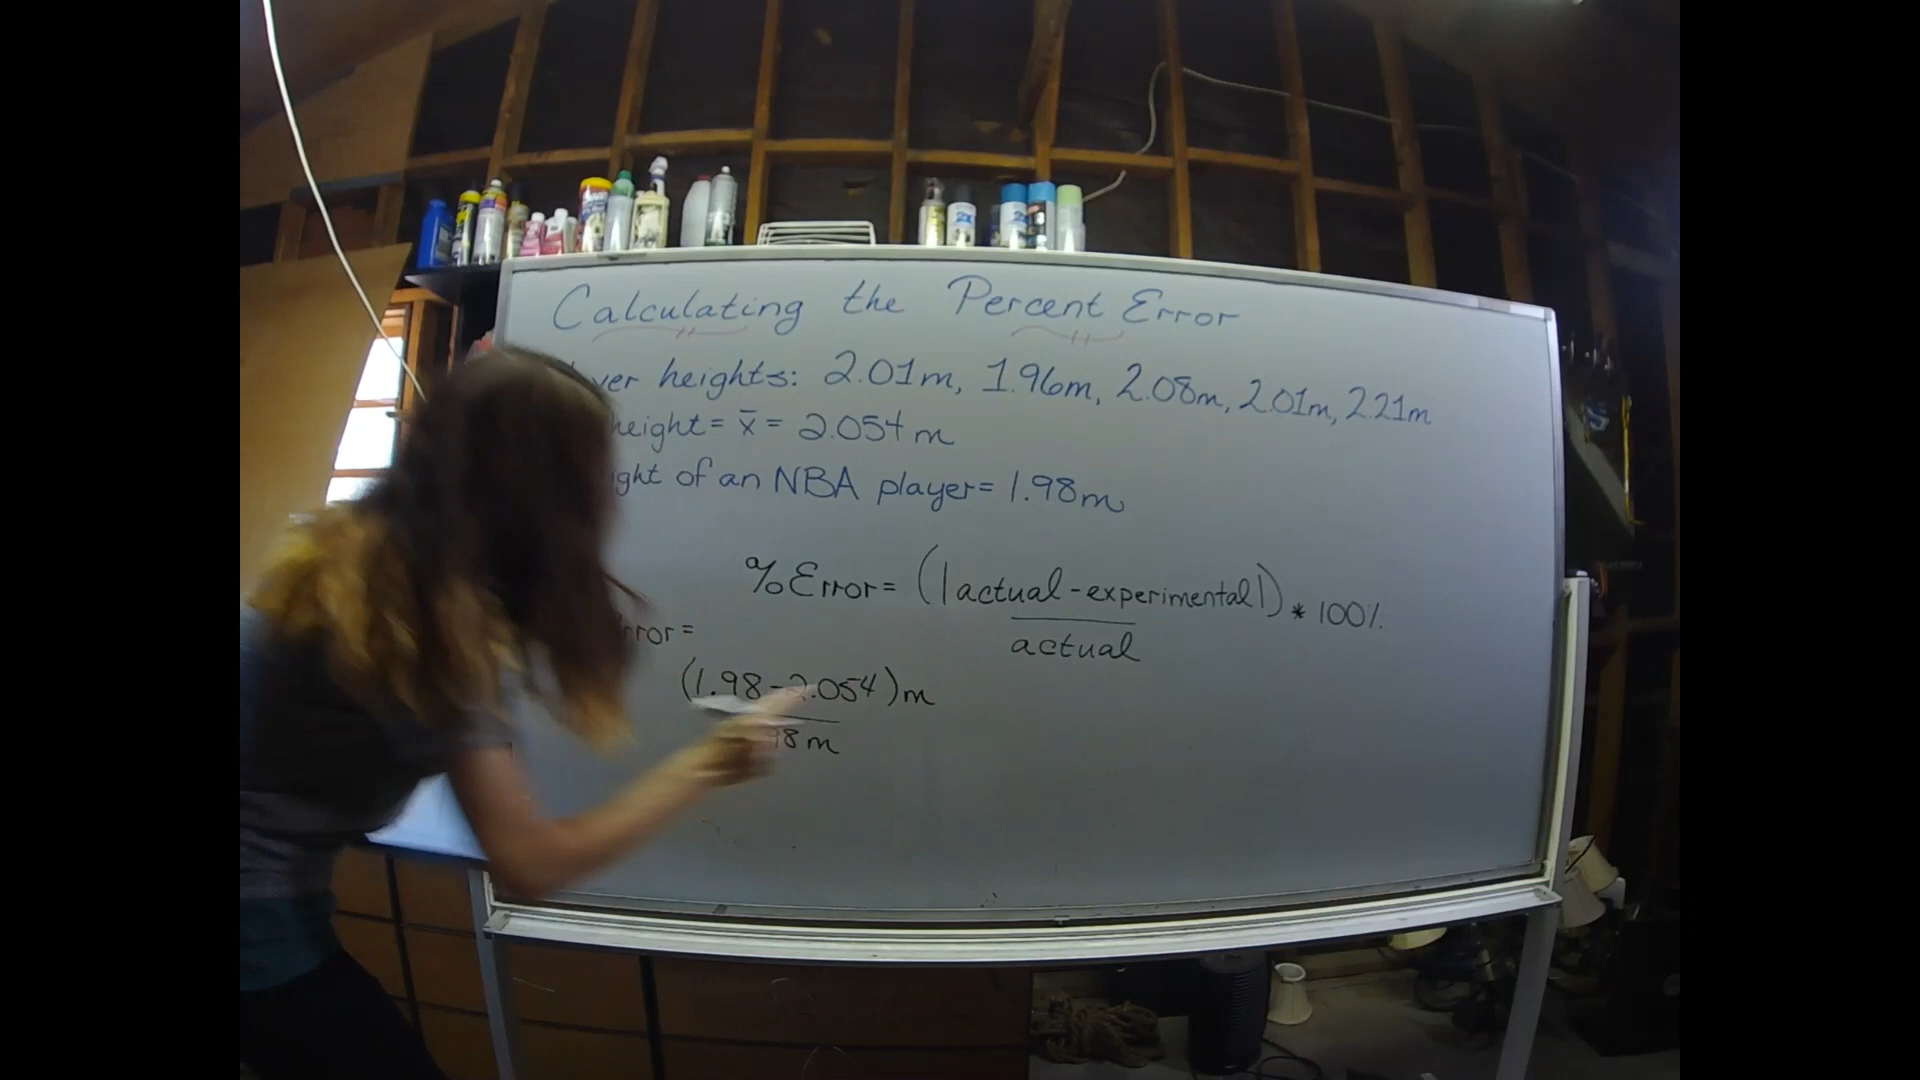 Calculating the Percent Error
heights: 2.01m, 1.96m, 2.08m, 2.01m, 2.21m
height = x̄ = 2.054 m
of an NBA player = 1.98m
% Error = (|actual - experimental|) * 100%
actual
(1.98 - 2.054) m
m